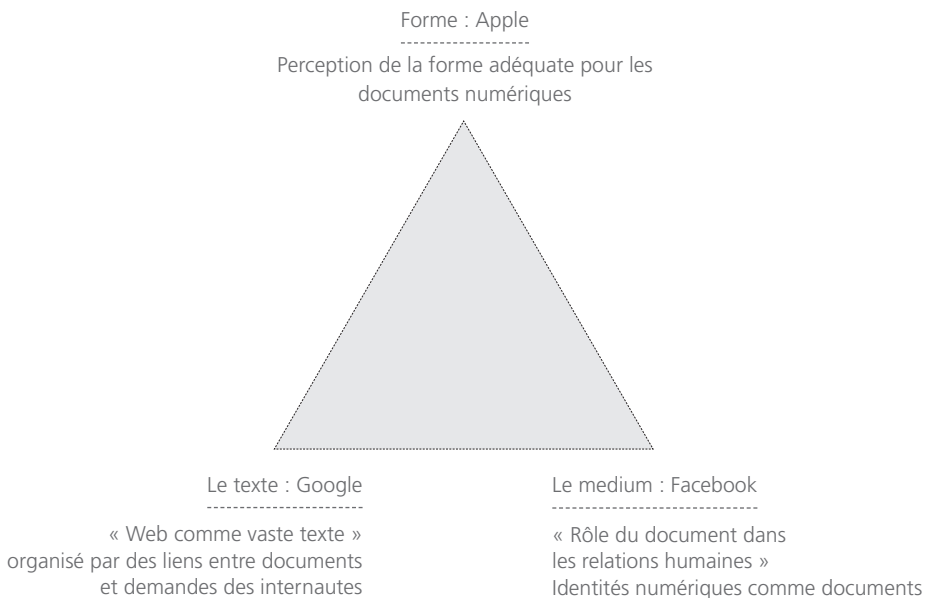 Forme : Apple
Perception de la forme adéquate pour les
documents numériques
Le texte : Google
« Web comme vaste texte »
organisé par des liens entre documents
et demandes des internautes
Le medium : Facebook
« Rôle du document dans
les relations humaines »
Identités numériques comme documents